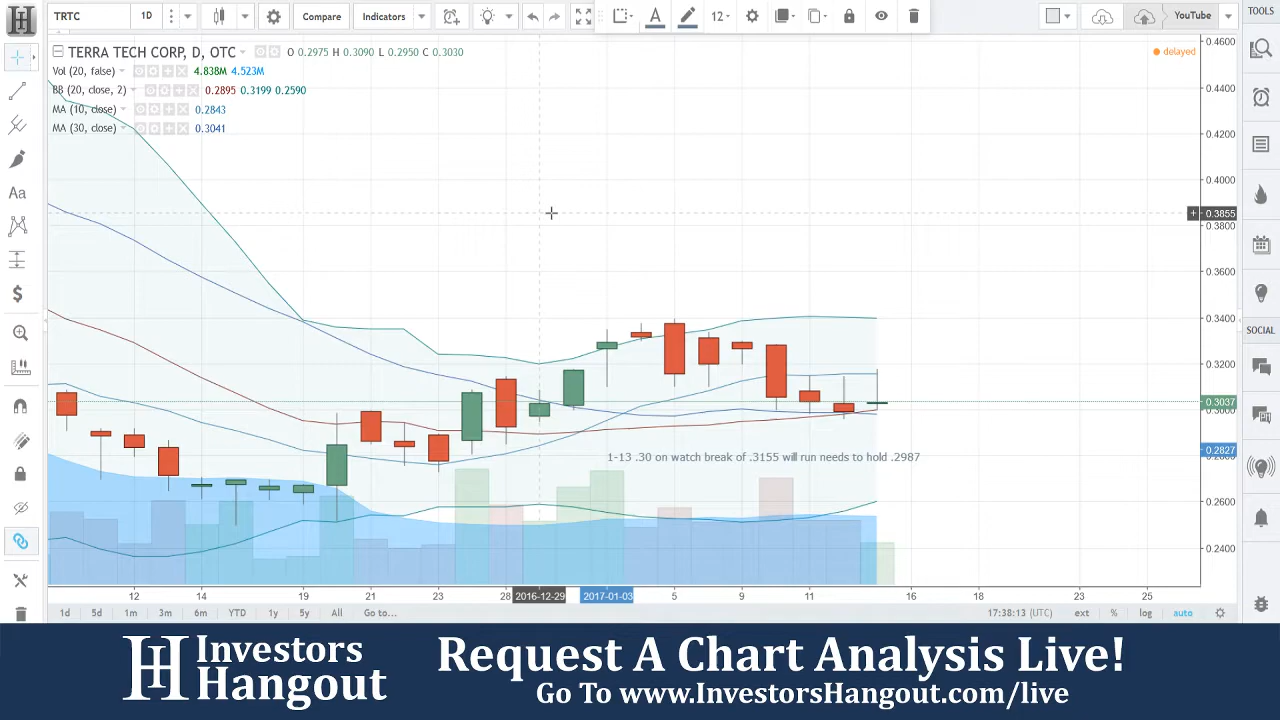 TRTC 1D Compare Indicators 12 YouTube TOOLS
TERRA TECH CORP, D, OTC O 0.2975 H 0.3090 L 0.2950 C 0.3030
delayed
Vol (20, false) 4.838M 4.523M
BB (20, close, 2) 0.2895 0.3199 0.2590
MA (10, close) 0.2843
MA (30, close) 0.3041
0.4600
0.4400
0.4200
0.4000
0.3855
0.3800
0.3600
0.3400
SOCIAL
0.3200
0.3037
1-13 .30 on watch break of .3155 will run needs to hold .2987
0.2827
0.2600
0.2400
12 14 19 21 23 28 2016-12-29 2017-01-03 5 9 11 16 18 23 25
1d 5d 1m 3m 6m YTD 1y 5y All Go to... 17:38:13 (UTC) ext % log auto
Investors
Hangout
Request A Chart Analysis Live!
Go To www.InvestorsHangout.com/live